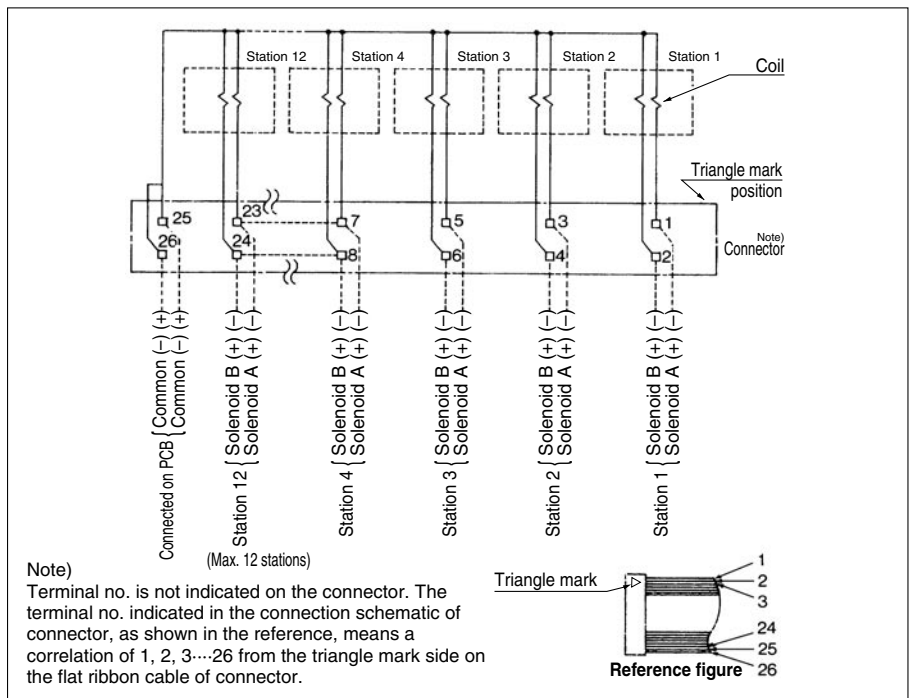 Station 12
Station 4
Station 3
Station 2
Station 1
Coil
Triangle mark
position
25
23
7
5
3
1
Note)
Connector
26
24
8
6
4
2
Connected on PCB { Common (−) (+)
Common (−) (+)
Station 12 { Solenoid B (+) (−)
Solenoid A (+) (−)
Station 4 { Solenoid B (+) (−)
Solenoid A (+) (−)
Station 3 { Solenoid B (+) (−)
Solenoid A (+) (−)
Station 2 { Solenoid B (+) (−)
Solenoid A (+) (−)
Station 1 { Solenoid B (+) (−)
Solenoid A (+) (−)
(Max. 12 stations)
Note)
Terminal no. is not indicated on the connector. The
terminal no. indicated in the connection schematic of
connector, as shown in the reference, means a
correlation of 1, 2, 3····26 from the triangle mark side on
the flat ribbon cable of connector.
Triangle mark
1
2
3
24
25
26
Reference figure